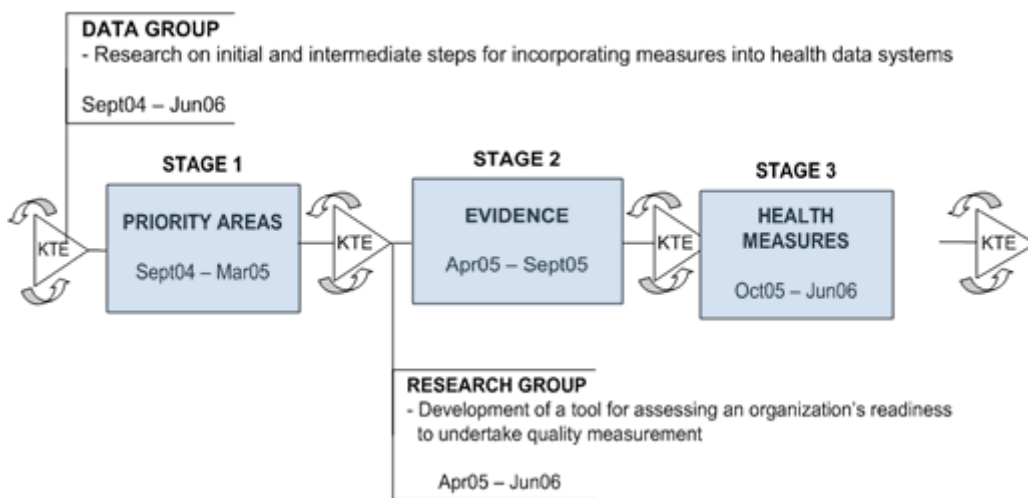 DATA GROUP
- Research on initial and intermediate steps for incorporating measures into health data systems
Sept04 – Jun06
STAGE 1
STAGE 2
STAGE 3
KTE
PRIORITY AREAS
Sept04 – Mar05
KTE
EVIDENCE
Apr05 – Sept05
KTE
HEALTH
MEASURES
Oct05 – Jun06
KTE
RESEARCH GROUP
- Development of a tool for assessing an organization's readiness
to undertake quality measurement
Apr05 – Jun06